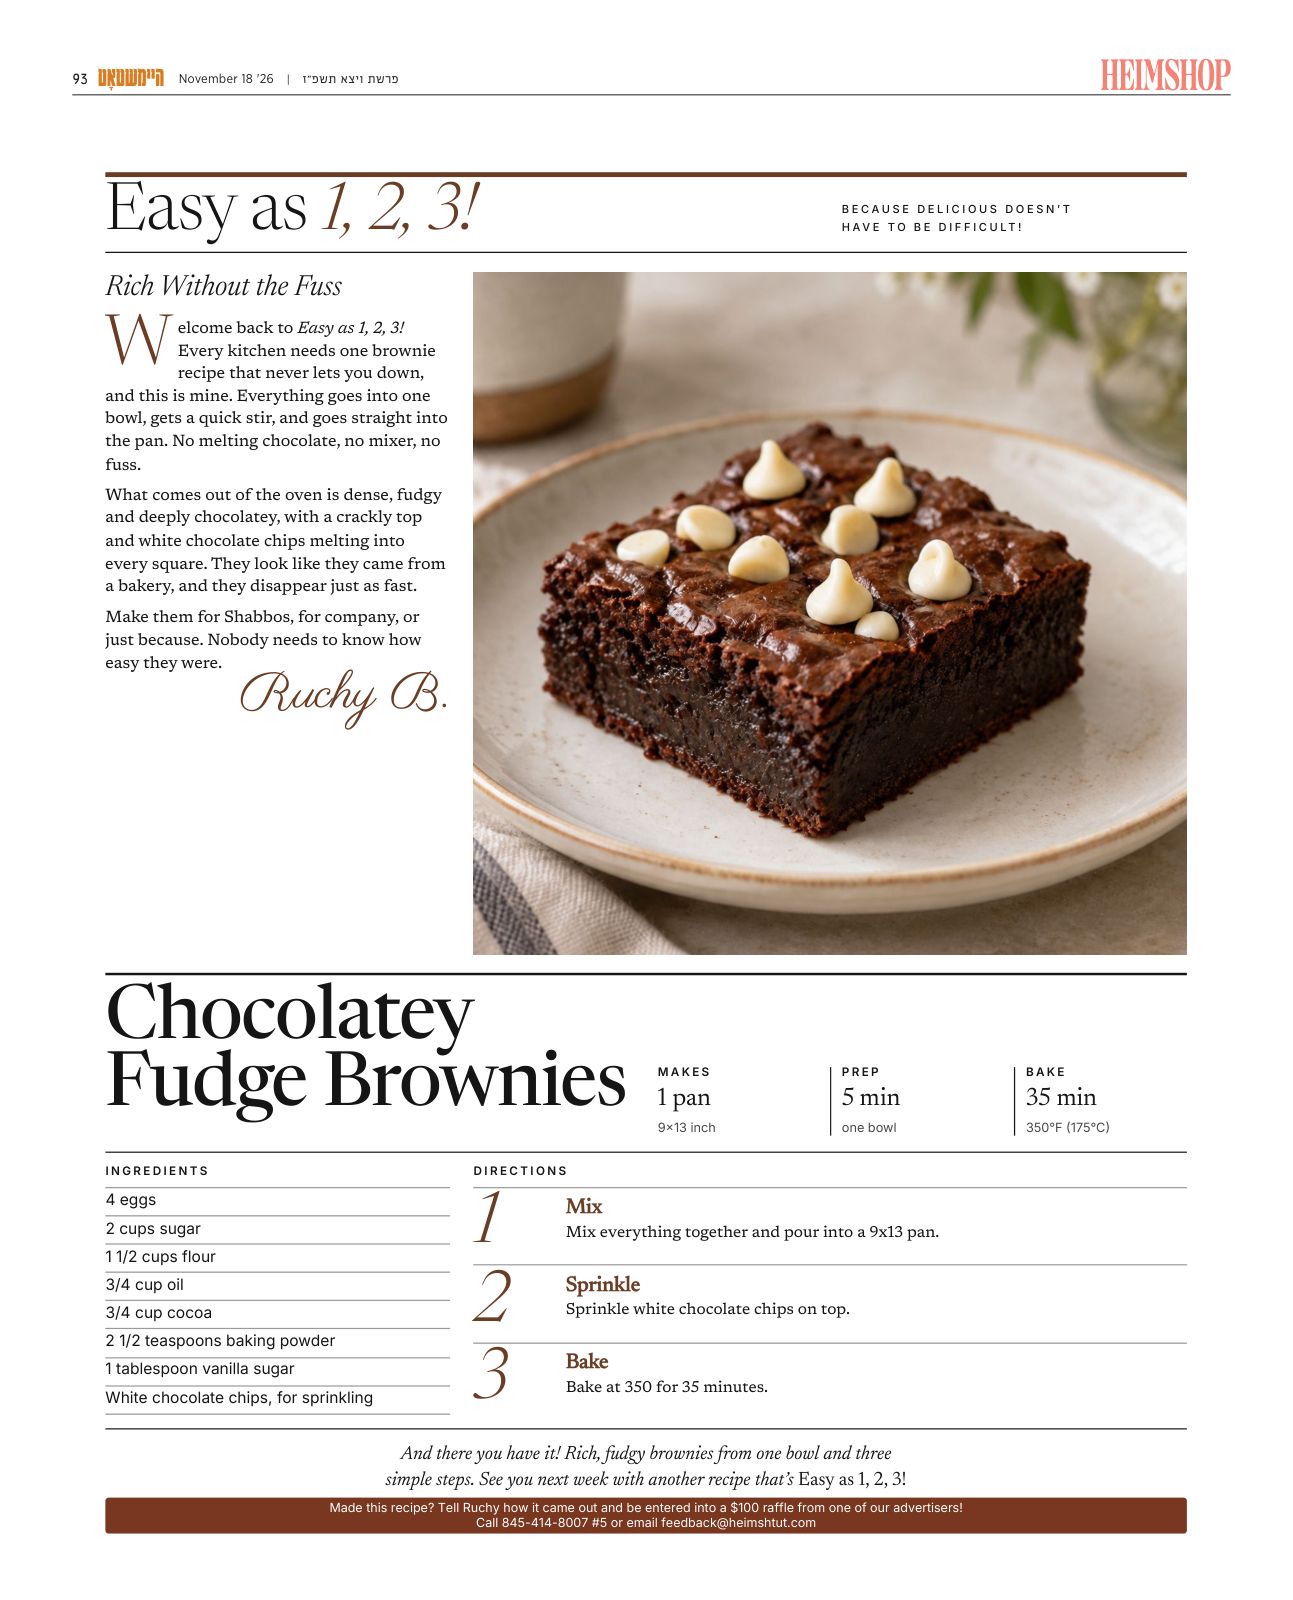 93 היימשטאָט November 18 '26 | פרשת ויצא תשפ״ז
HEIMSHOP
Easy as 1, 2, 3!
BECAUSE DELICIOUS DOESN'T
HAVE TO BE DIFFICULT!
Rich Without the Fuss
Welcome back to Easy as 1, 2, 3!
Every kitchen needs one brownie
recipe that never lets you down,
and this is mine. Everything goes into one
bowl, gets a quick stir, and goes straight into
the pan. No melting chocolate, no mixer, no
fuss.
What comes out of the oven is dense, fudgy
and deeply chocolatey, with a crackly top
and white chocolate chips melting into
every square. They look like they came from
a bakery, and they disappear just as fast.
Make them for Shabbos, for company, or
just because. Nobody needs to know how
easy they were.
Ruchy B.
Chocolatey
Fudge Brownies
MAKES
1 pan
9×13 inch
PREP
5 min
one bowl
BAKE
35 min
350°F (175°C)
INGREDIENTS
4 eggs
2 cups sugar
1 1/2 cups flour
3/4 cup oil
3/4 cup cocoa
2 1/2 teaspoons baking powder
1 tablespoon vanilla sugar
White chocolate chips, for sprinkling
DIRECTIONS
1 Mix
Mix everything together and pour into a 9x13 pan.
2 Sprinkle
Sprinkle white chocolate chips on top.
3 Bake
Bake at 350 for 35 minutes.
And there you have it! Rich, fudgy brownies from one bowl and three
simple steps. See you next week with another recipe that's Easy as 1, 2, 3!
Made this recipe? Tell Ruchy how it came out and be entered into a $100 raffle from one of our advertisers!
Call 845-414-8007 #5 or email feedback@heimshtut.com